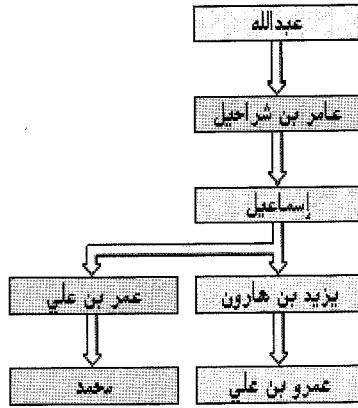 عبدالله
عامر بن شراحيل
إسماعيل
يزيد بن هارون
عمر بن علي
عمرو بن علي
محمد